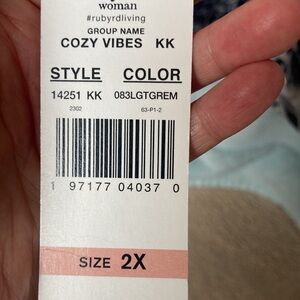 woman
#rubyrdliving
GROUP NAME
COZY VIBES KK
STYLE COLOR
14251 KK 083LGTGREM
2302 63-P1-2
1 97177 04037 0
SIZE 2X